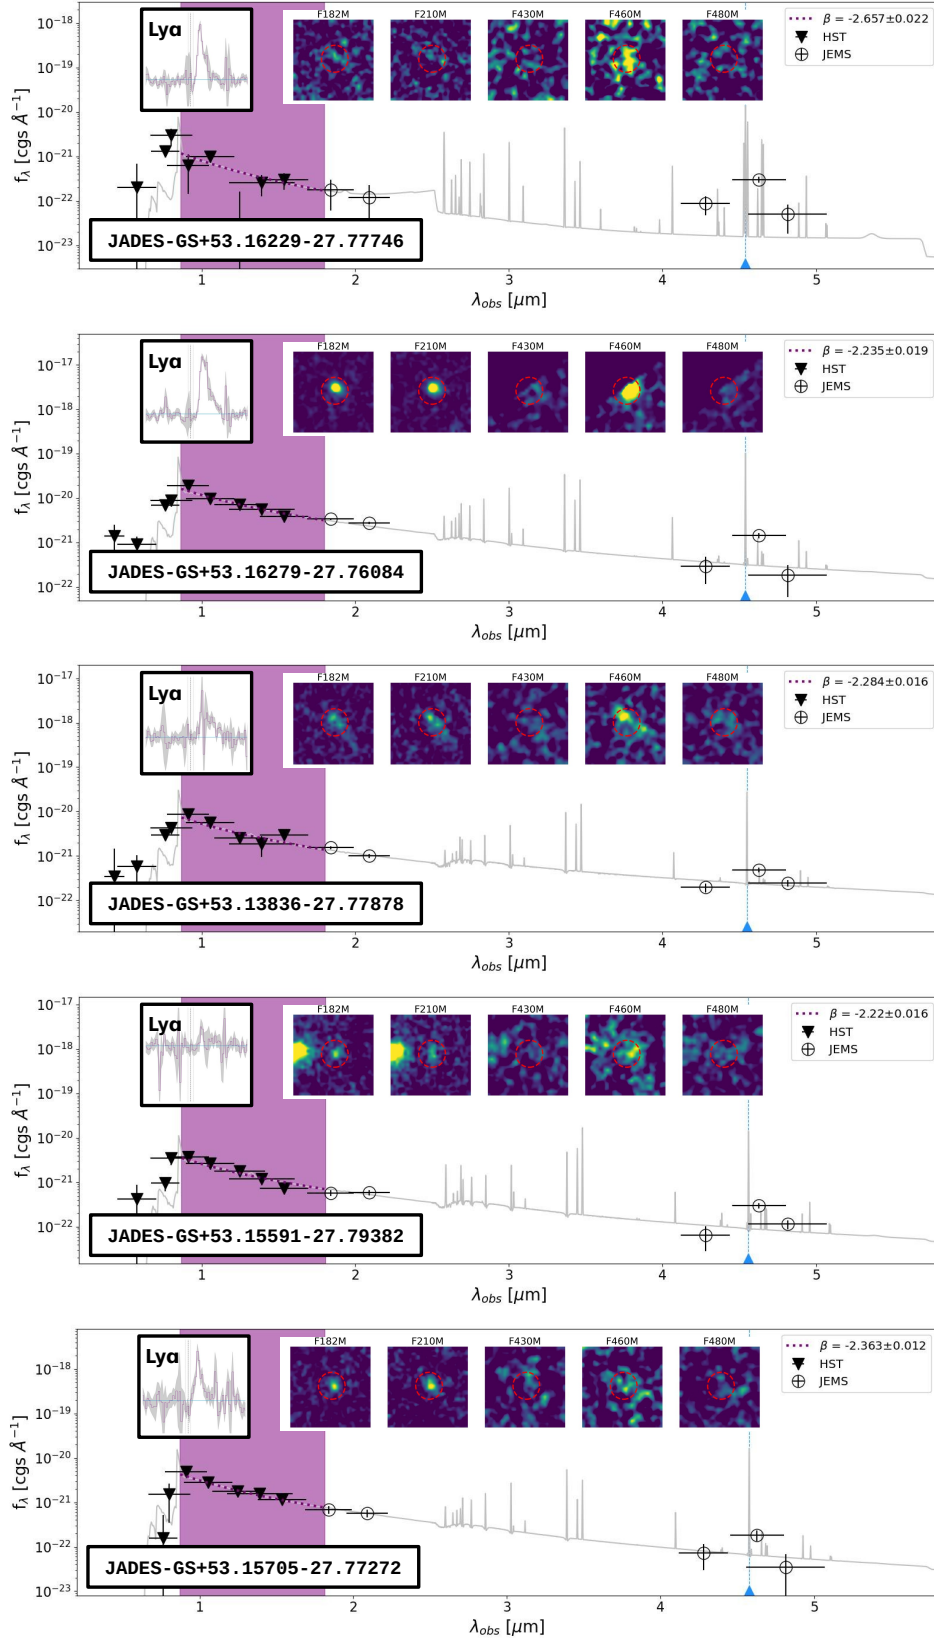 Lyα
F182M F210M F430M F460M F480M
β = -2.657±0.022
HST
JEMS
10⁻¹⁸
10⁻¹⁹
10⁻²⁰
10⁻²¹
10⁻²²
10⁻²³
f_λ [cgs Å⁻¹]
JADES-GS+53.16229-27.77746
1 2 3 4 5
λ_obs [μm]
Lyα
F182M F210M F430M F460M F480M
β = -2.235±0.019
HST
JEMS
10⁻¹⁷
10⁻¹⁸
10⁻¹⁹
10⁻²⁰
10⁻²¹
10⁻²²
f_λ [cgs Å⁻¹]
JADES-GS+53.16279-27.76084
1 2 3 4 5
λ_obs [μm]
Lyα
F182M F210M F430M F460M F480M
β = -2.284±0.016
HST
JEMS
10⁻¹⁷
10⁻¹⁸
10⁻¹⁹
10⁻²⁰
10⁻²¹
10⁻²²
f_λ [cgs Å⁻¹]
JADES-GS+53.13836-27.77878
1 2 3 4 5
λ_obs [μm]
Lyα
F182M F210M F430M F460M F480M
β = -2.22±0.016
HST
JEMS
10⁻¹⁷
10⁻¹⁸
10⁻¹⁹
10⁻²⁰
10⁻²¹
10⁻²²
f_λ [cgs Å⁻¹]
JADES-GS+53.15591-27.79382
1 2 3 4 5
λ_obs [μm]
Lyα
F182M F210M F430M F460M F480M
β = -2.363±0.012
HST
JEMS
10⁻¹⁸
10⁻¹⁹
10⁻²⁰
10⁻²¹
10⁻²²
10⁻²³
f_λ [cgs Å⁻¹]
JADES-GS+53.15705-27.77272
1 2 3 4 5
λ_obs [μm]